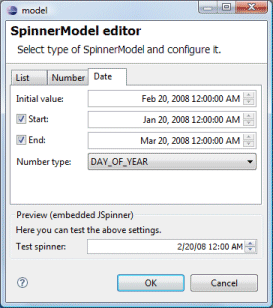 model
SpinnerModel editor
Select type of SpinnerModel and configure it.
List Number Date
Initial value: Feb 20, 2008 12:00:00 AM
Start: Jan 20, 2008 12:00:00 AM
End: Mar 20, 2008 12:00:00 AM
Number type: DAY_OF_YEAR
Preview (embedded JSpinner)
Here you can test the above settings.
Test spinner: 2/20/08 12:00 AM
? OK Cancel